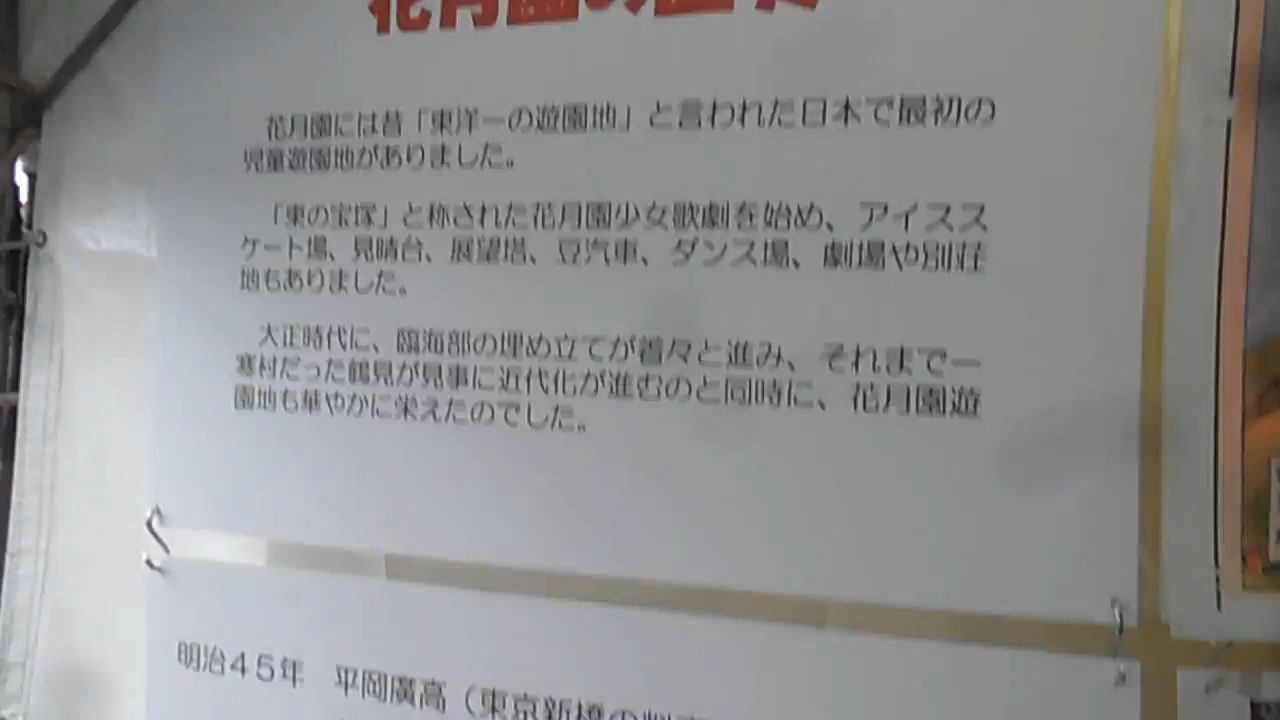 花月園の
花月園には昔「東洋一の遊園地」と言われた日本で最初の
児童遊園地がありました。
「東の宝塚」と称された花月園少女歌劇を始め、アイスス
ケート場、見晴台、展望塔、豆汽車、ダンス場、劇場や別荘
地もありました。
大正時代に、臨海部の埋め立てが着々と進み、それまで一
寒村だった鶴見が見事に近代化が進むのと同時に、花月園遊
園地も華やかに栄えたのでした。
明治45年 平岡廣高（東京新橋の料